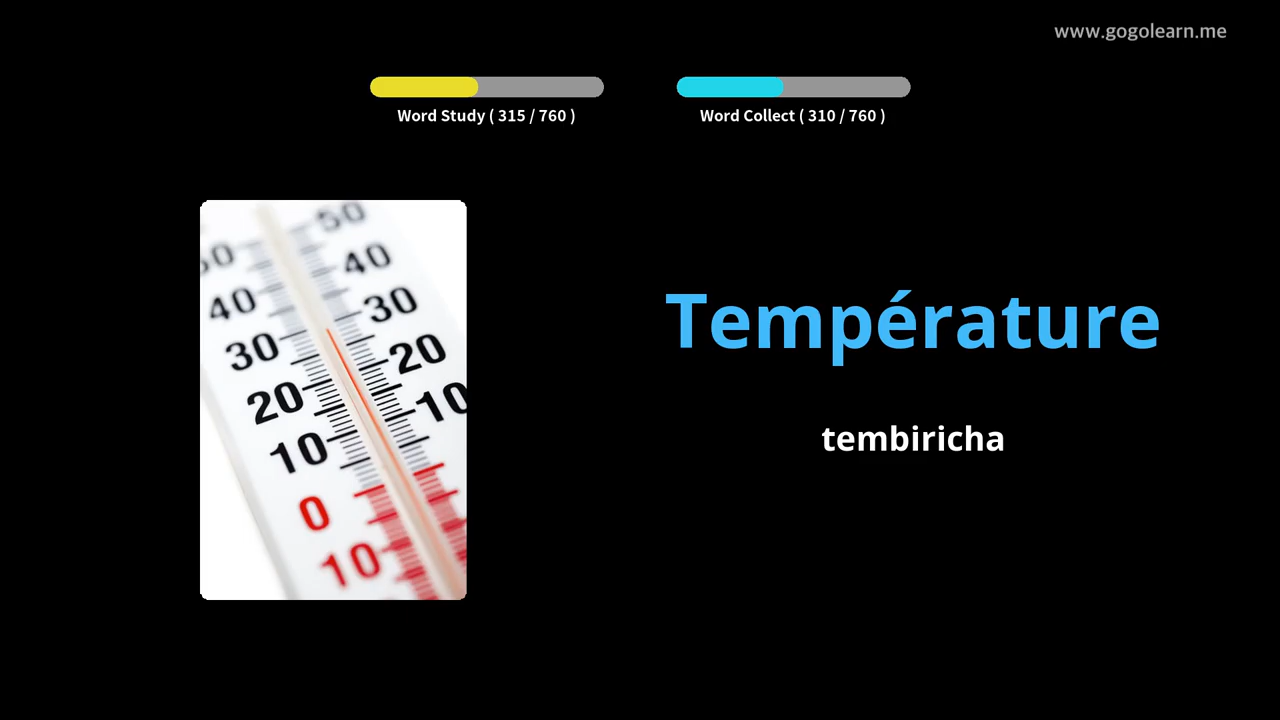 www.gogolearn.me
Word Study ( 315 / 760 )
Word Collect ( 310 / 760 )
50
40 40
30 30
20 20
10 10
0
10
Température
tembiricha